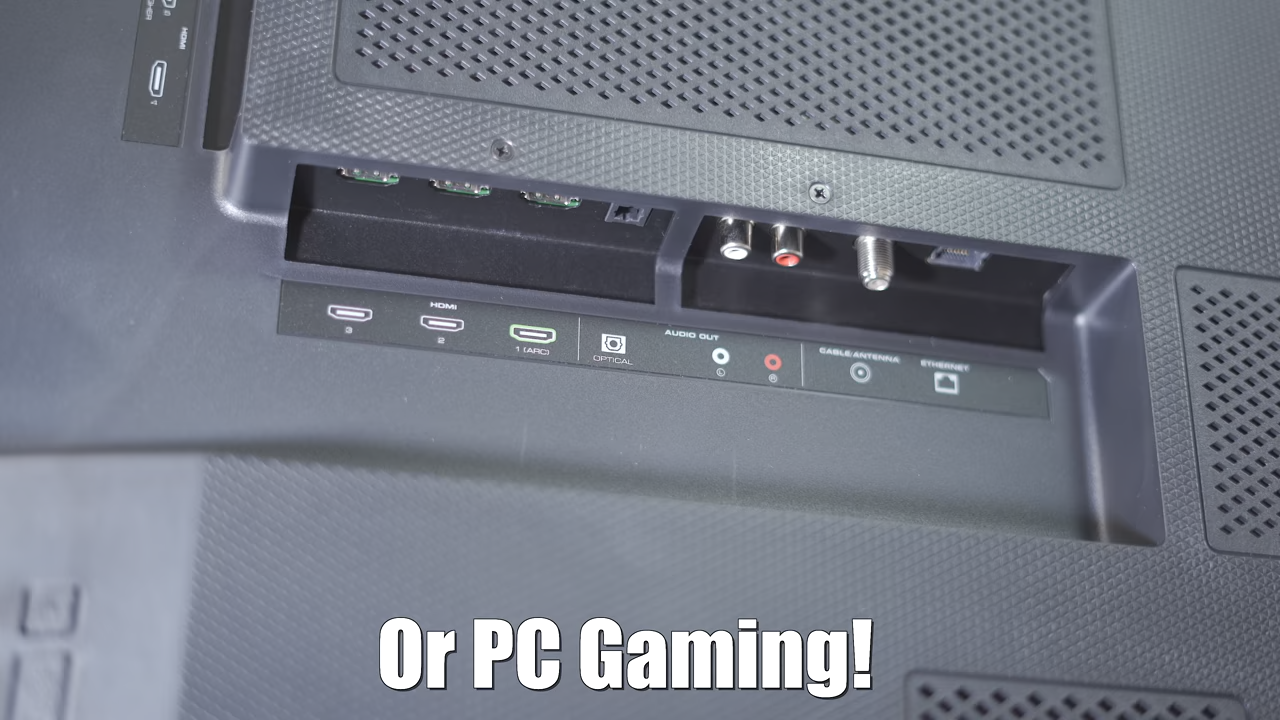 HDMI
1
HDMI
3
2
1 (ARC)
OPTICAL
AUDIO OUT
L
R
CABLE/ANTENNA
ETHERNET
Or PC Gaming!